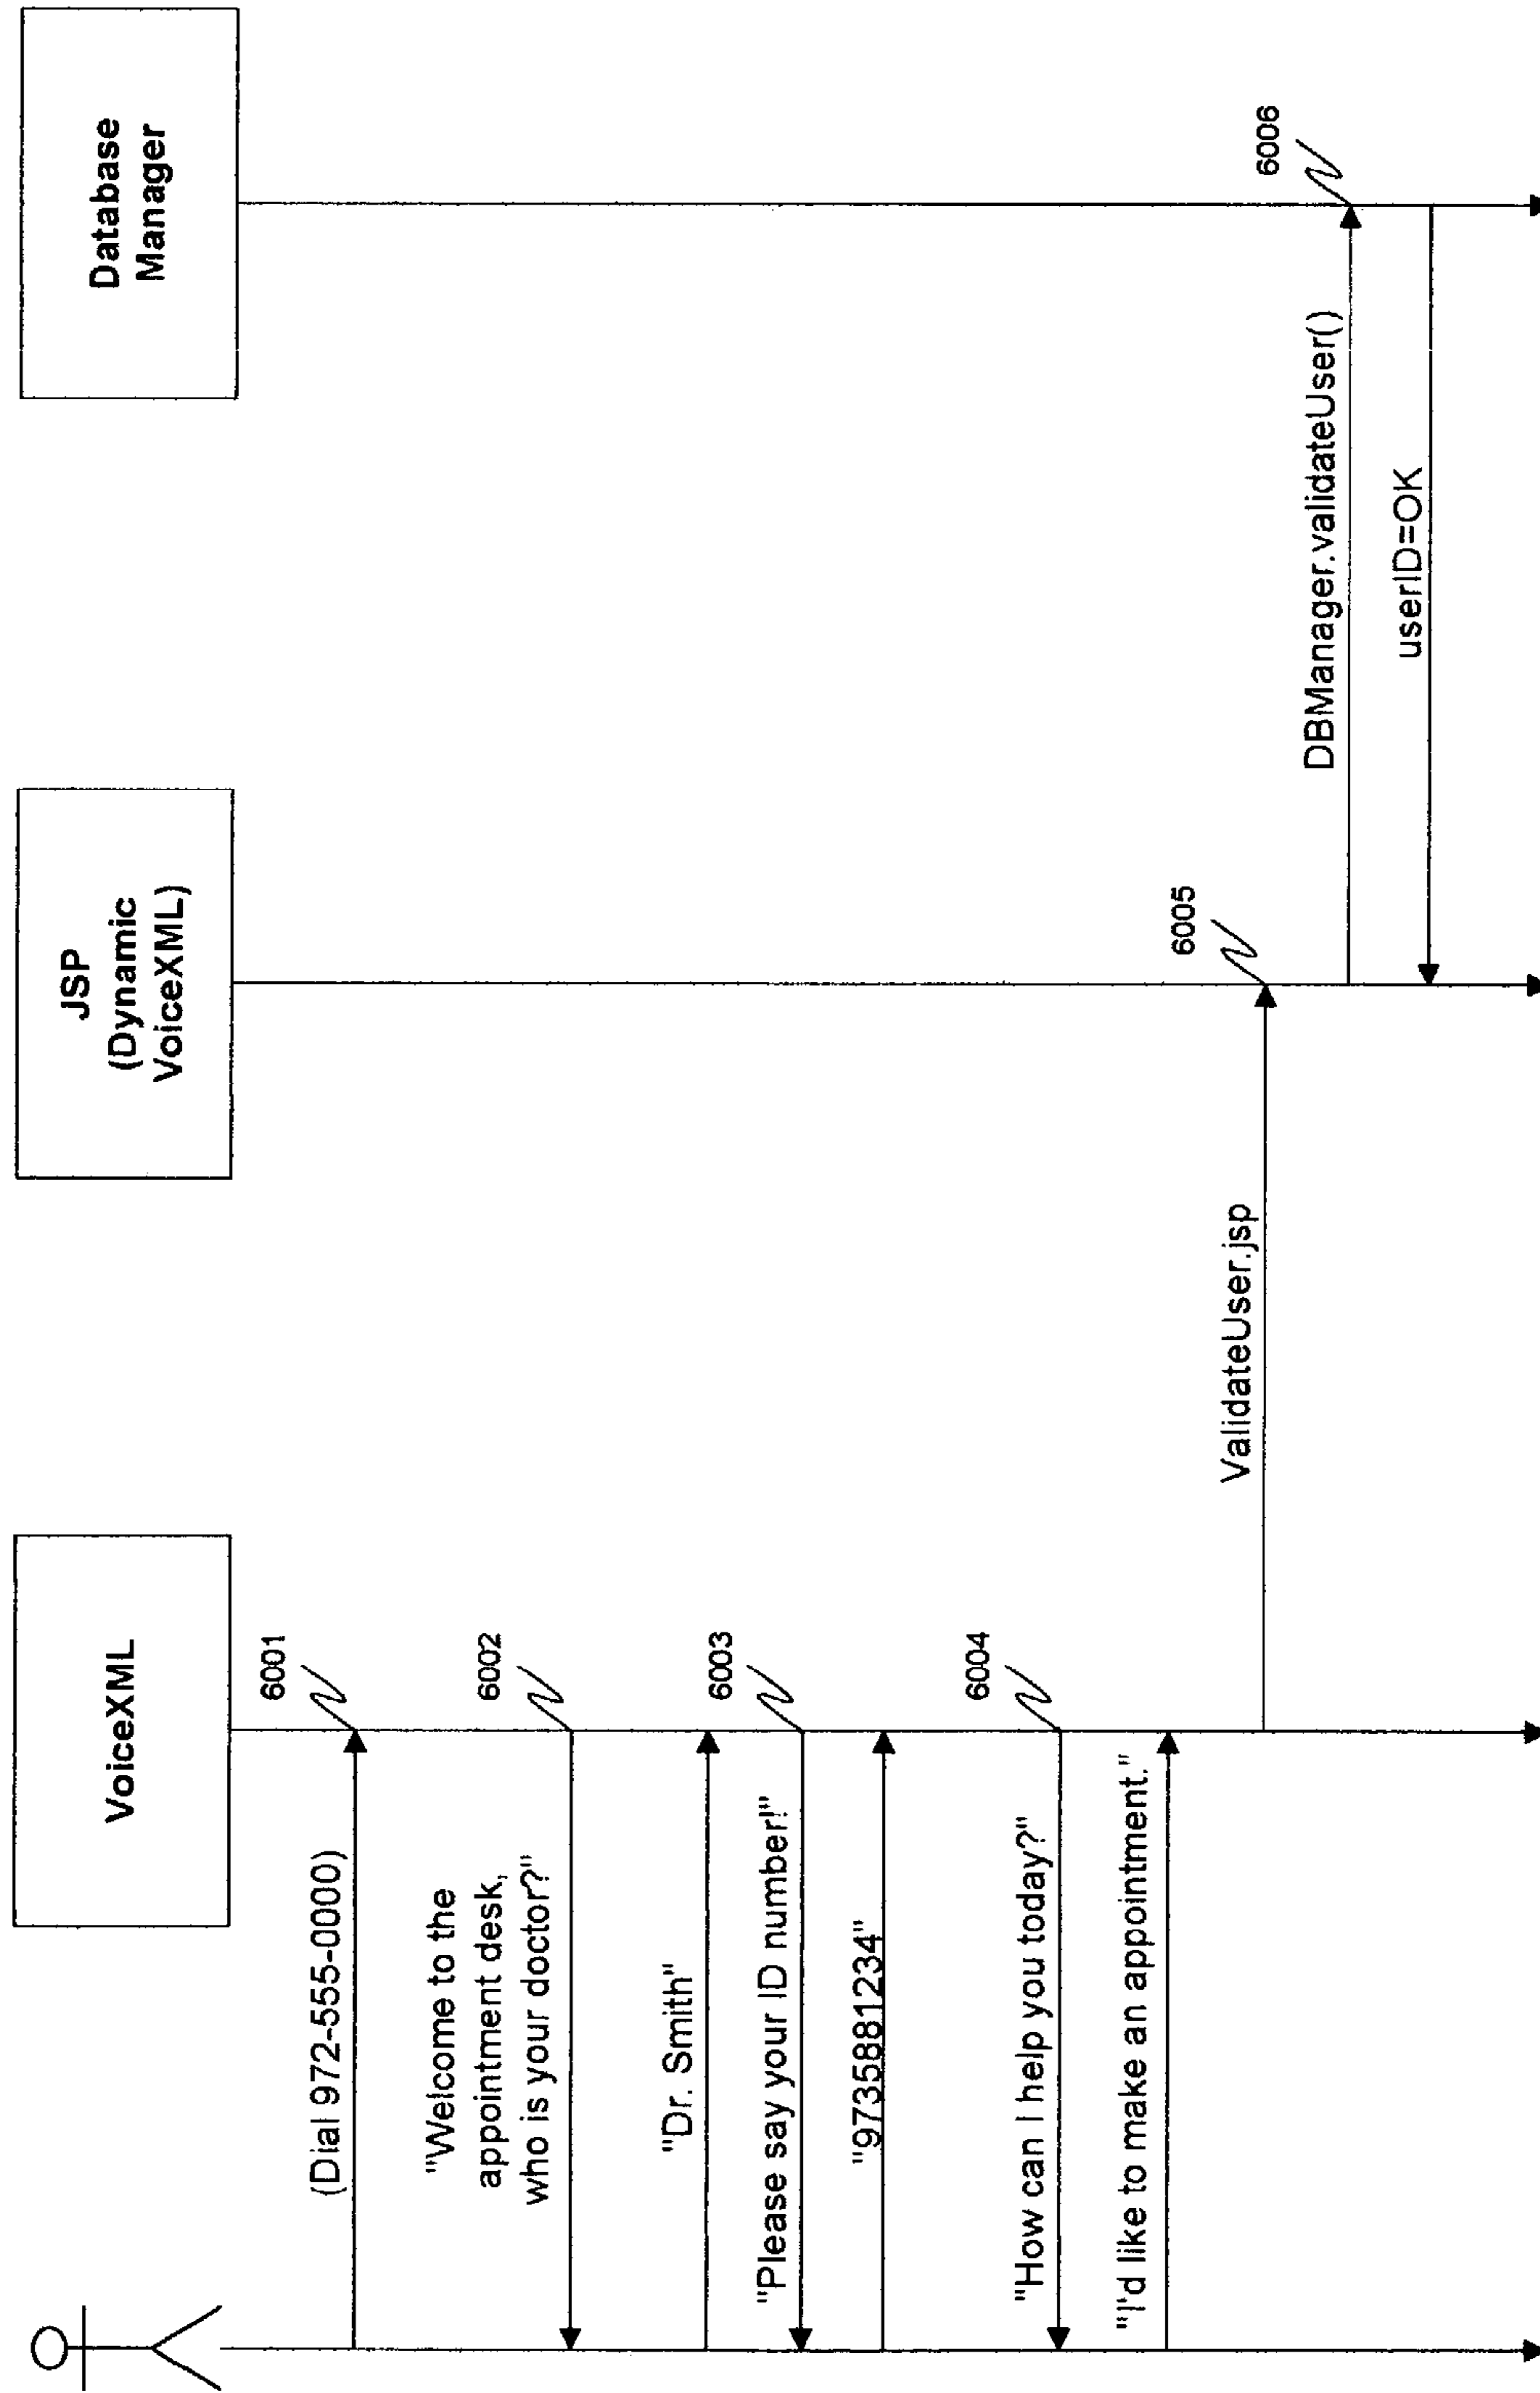 VoiceXML
JSP
(Dynamic
VoiceXML)
Database
Manager
6001
(Dial 972-555-0000)
6002
"Welcome to the
appointment desk,
who is your doctor?"
"Dr. Smith"
6003
"Please say your ID number!"
"9735881234"
6004
"How can I help you today?"
"I'd like to make an appointment."
6005
ValidateUser.jsp
6006
DBManager.validateUser()
userID=OK